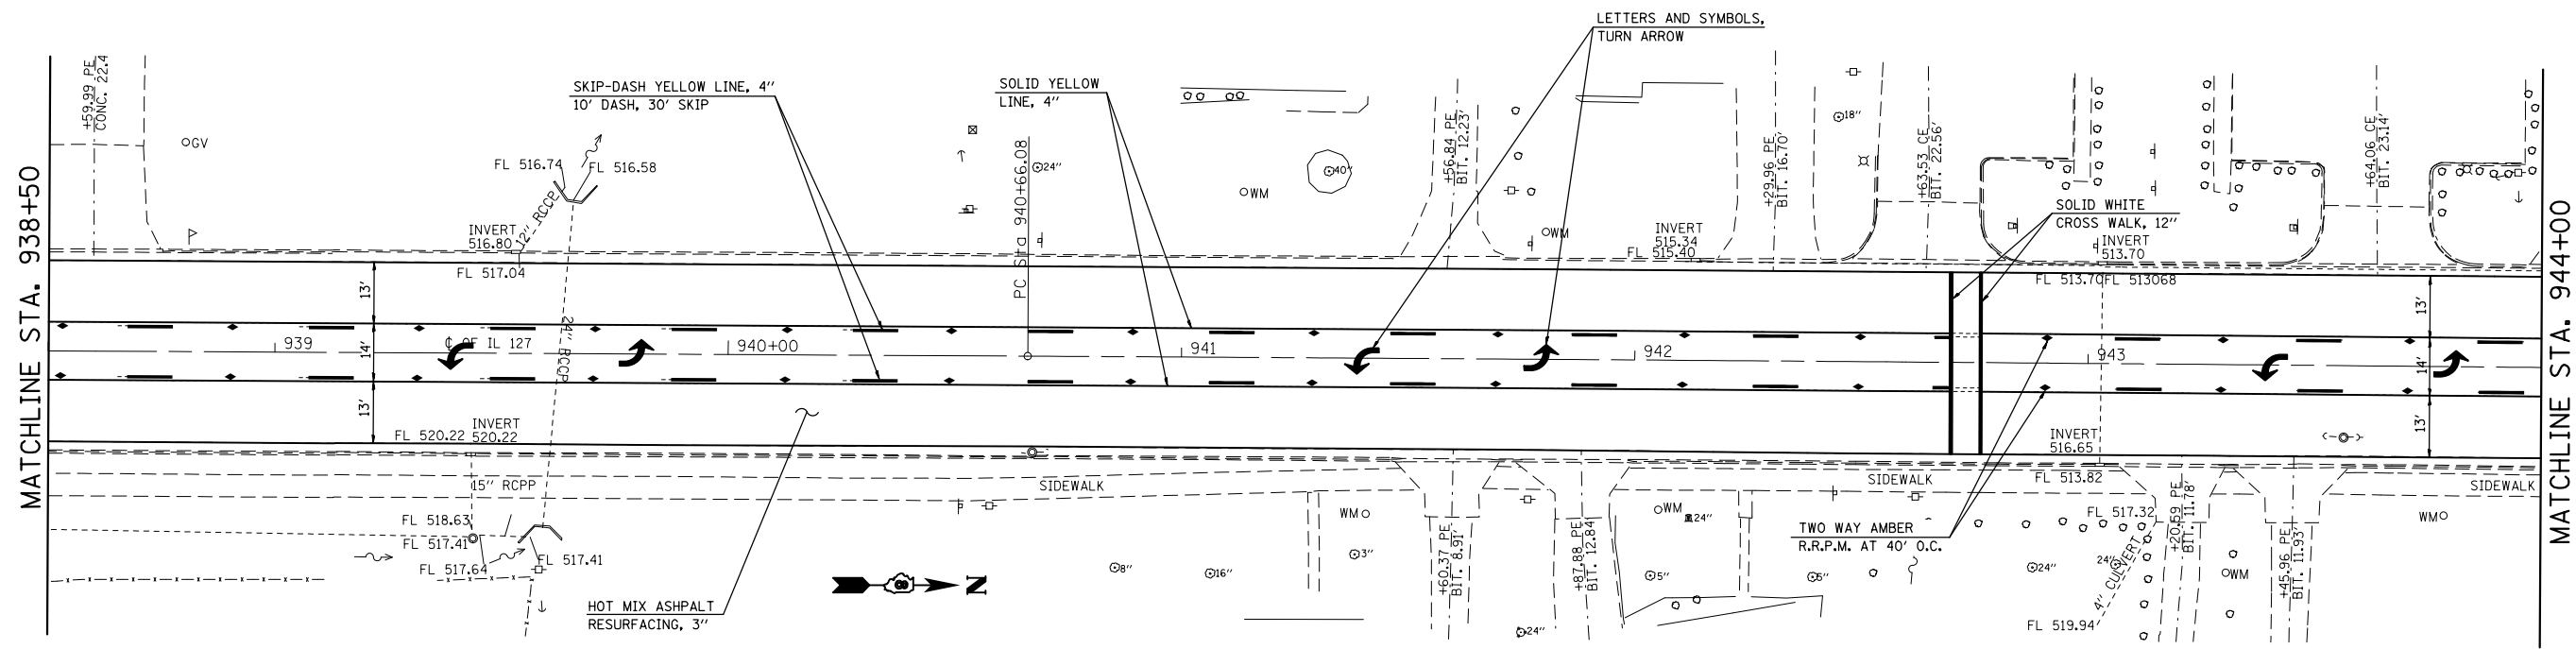 LETTERS AND SYMBOLS,
TURN ARROW
SKIP-DASH YELLOW LINE, 4"
10' DASH, 30' SKIP
SOLID YELLOW
LINE, 4"
+59.99 PE
CONC. 22.4
GV
FL 516.74
FL 516.58
12" RCCP
INVERT
516.80
FL 517.04
PC Sta 940+66.08
24"
WM
40"
+56.84 PE
BIT. 12.23'
WM
INVERT
515.34
FL 515.40
+29.96 PE
BIT. 16.70'
18"
+63.53 CE
BIT. 22.56'
SOLID WHITE
CROSS WALK, 12"
INVERT
513.70
FL 513.70
FL 513068
+64.06 CE
BIT. 23.14'
MATCHLINE STA. 938+50
MATCHLINE STA. 944+00
13'
14'
13'
939
℄ OF IL 127
24" RCCP
940+00
941
942
943
13'
14'
13'
FL 520.22
INVERT
520.22
INVERT
516.65
15" RCPP
SIDEWALK
SIDEWALK
FL 513.82
SIDEWALK
FL 518.63
FL 517.41
FL 517.64
FL 517.41
HOT MIX ASHPALT
RESURFACING, 3"
N
8"
16"
WM
3"
+60.37 PE
BIT. 8.91'
24"
+87.88 PE
BIT. 12.84'
WM
24"
5"
5"
TWO WAY AMBER
R.R.P.M. AT 40' O.C.
24"
FL 517.32
24"
4" CULVERT
FL 519.94'
+20.59 PE
BIT. 11.78'
WM
+45.96 PE
BIT. 11.93'
WM